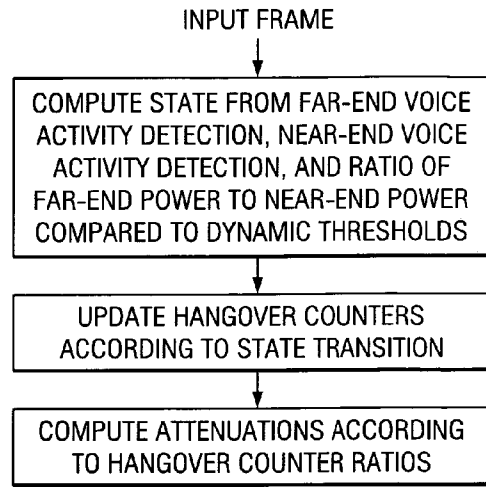 INPUT FRAME
COMPUTE STATE FROM FAR-END VOICE
ACTIVITY DETECTION, NEAR-END VOICE
ACTIVITY DETECTION, AND RATIO OF
FAR-END POWER TO NEAR-END POWER
COMPARED TO DYNAMIC THRESHOLDS
UPDATE HANGOVER COUNTERS
ACCORDING TO STATE TRANSITION
COMPUTE ATTENUATIONS ACCORDING
TO HANGOVER COUNTER RATIOS